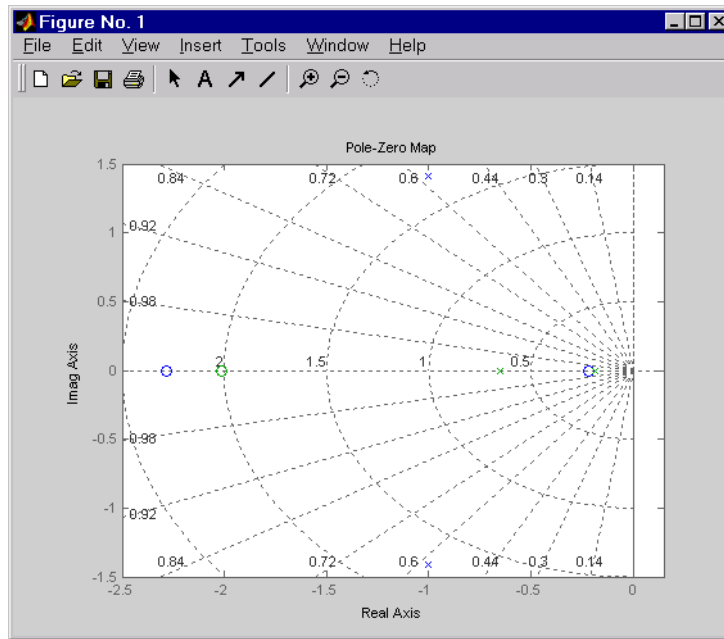 Figure No. 1
File Edit View Insert Tools Window Help
A
Pole-Zero Map
1.5
0.84 0.72 0.6 0.44 0.3 0.14
1
0.92
0.5
0.98
2 1.5 1 0.5
0
Imag Axis
-0.5
0.98
-1
0.92
0.84 0.72 0.6 0.44 0.3 0.14
-1.5
-2.5 -2 -1.5 -1 -0.5 0
Real Axis